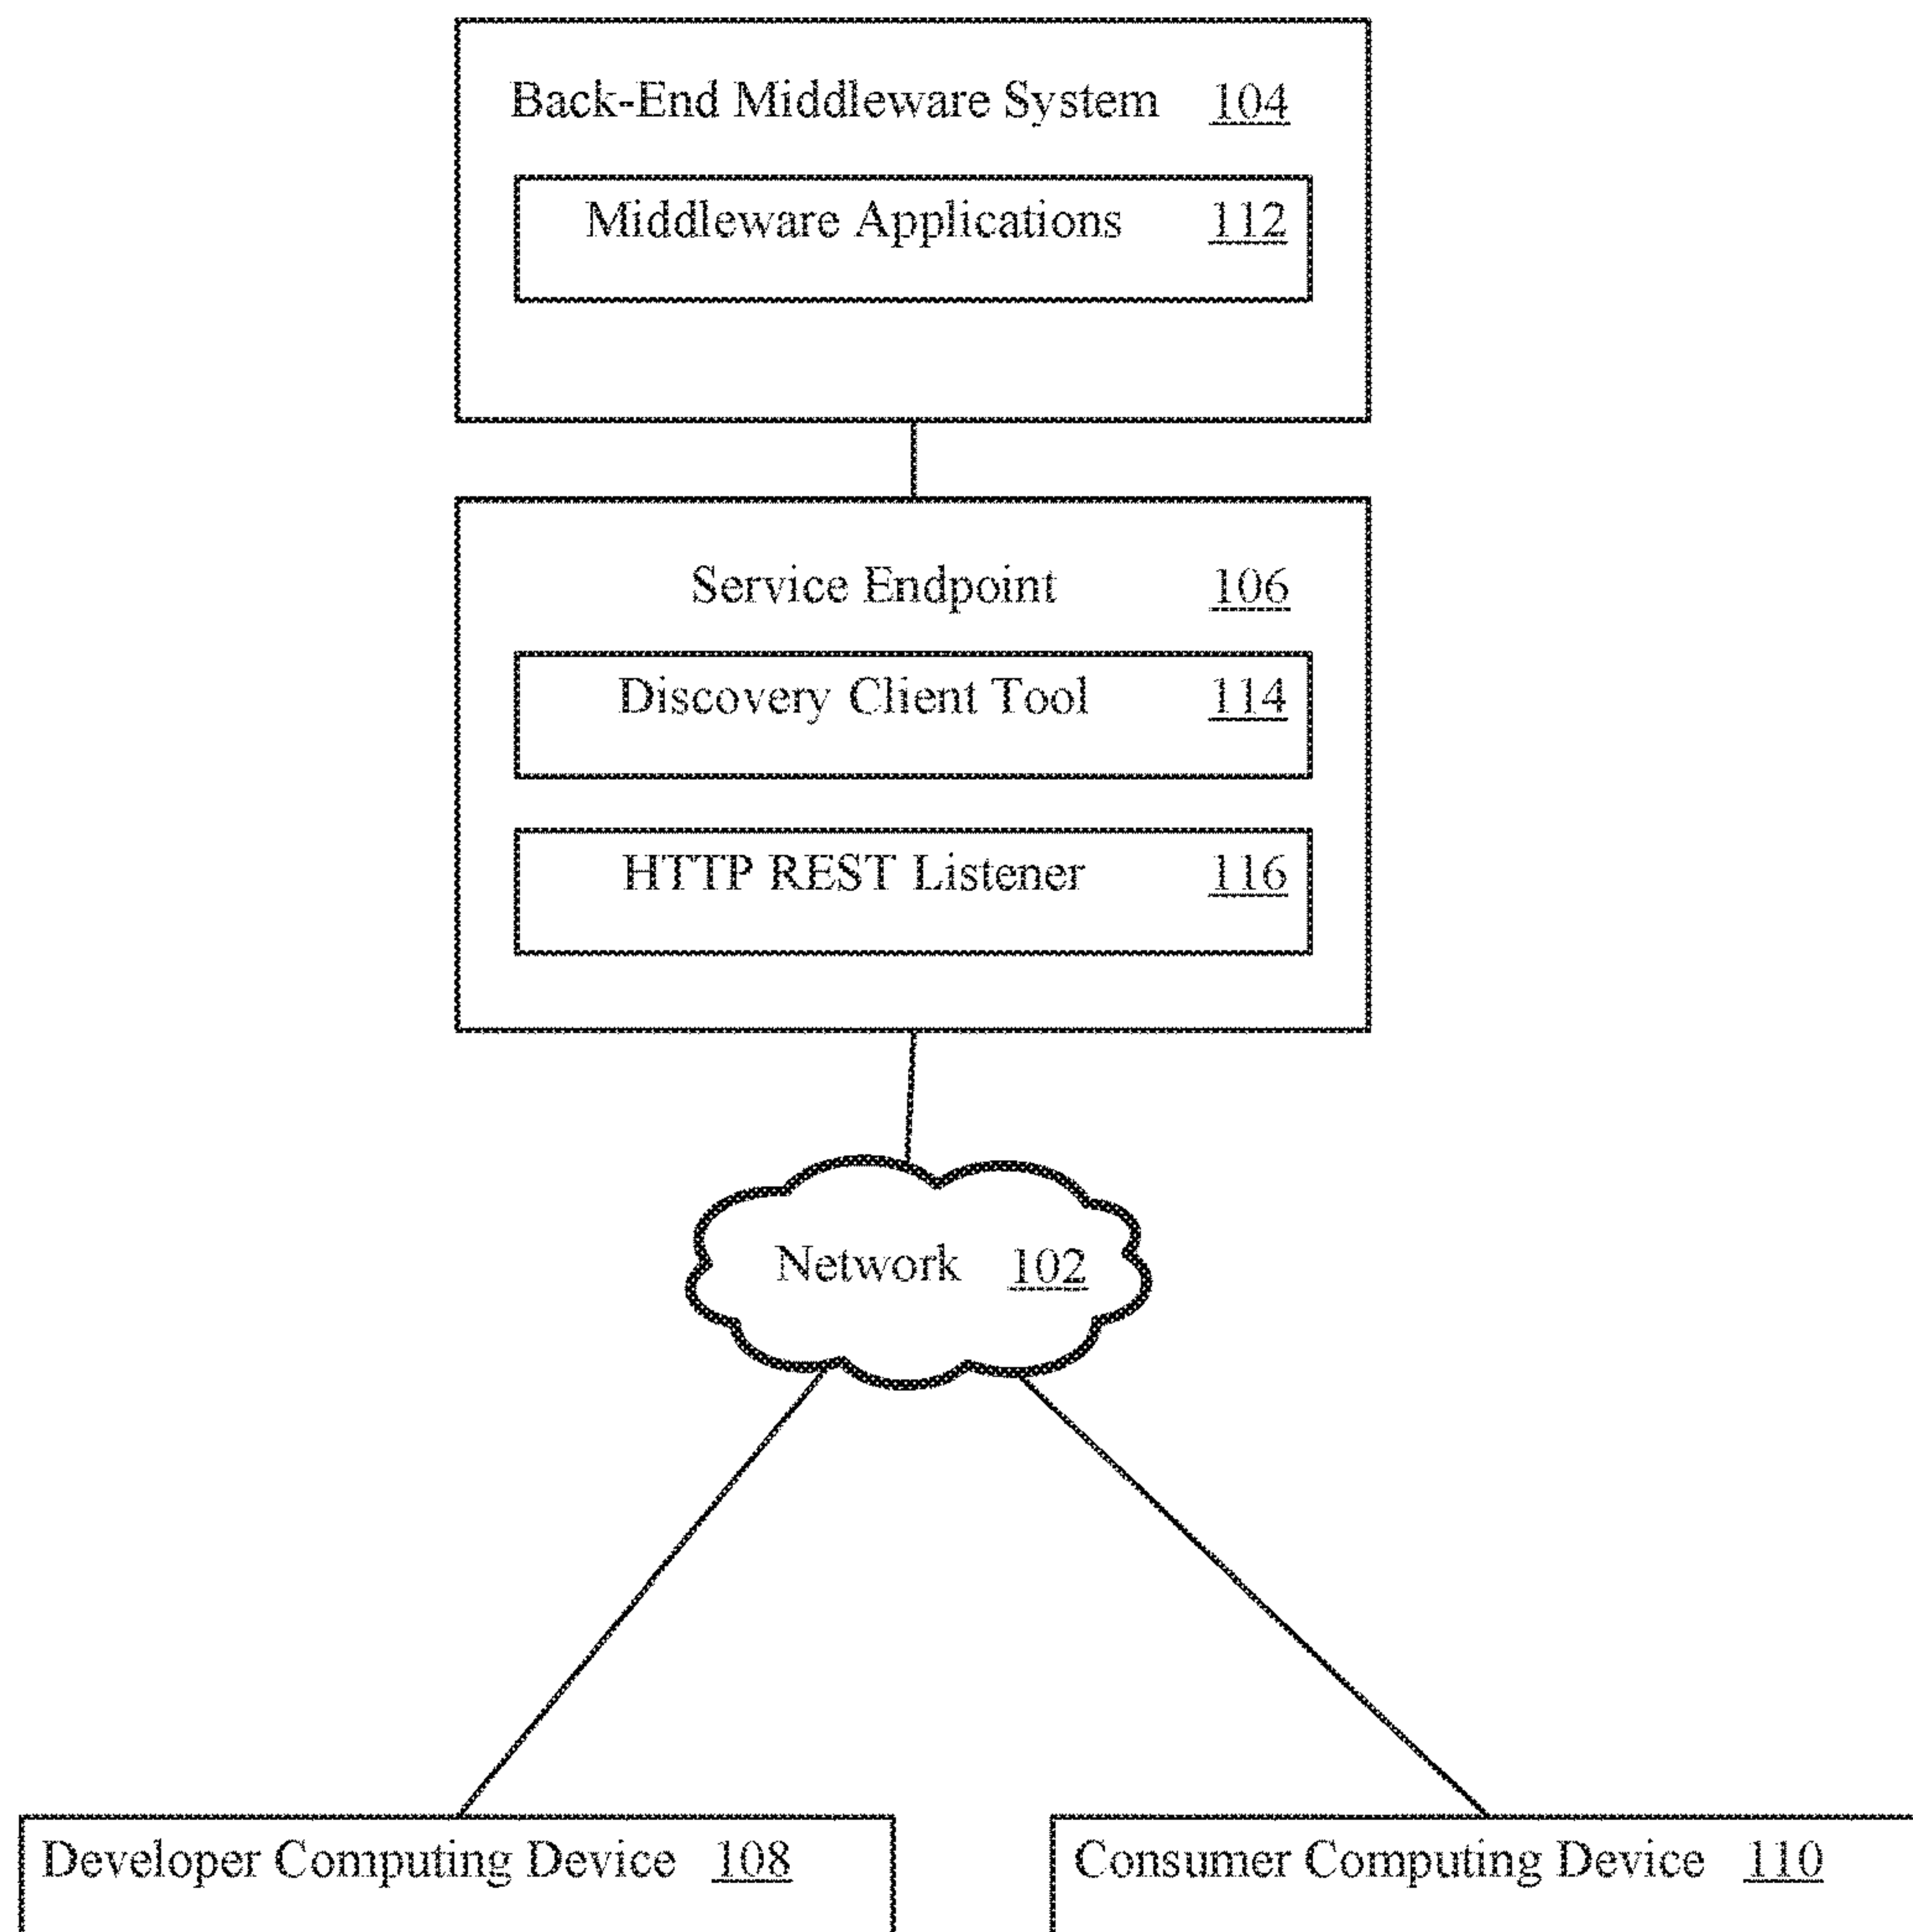 Back-End Middleware System 104
Middleware Applications 112
Service Endpoint 106
Discovery Client Tool 114
HTTP REST Listener 116
Network 102
Developer Computing Device 108
Consumer Computing Device 110